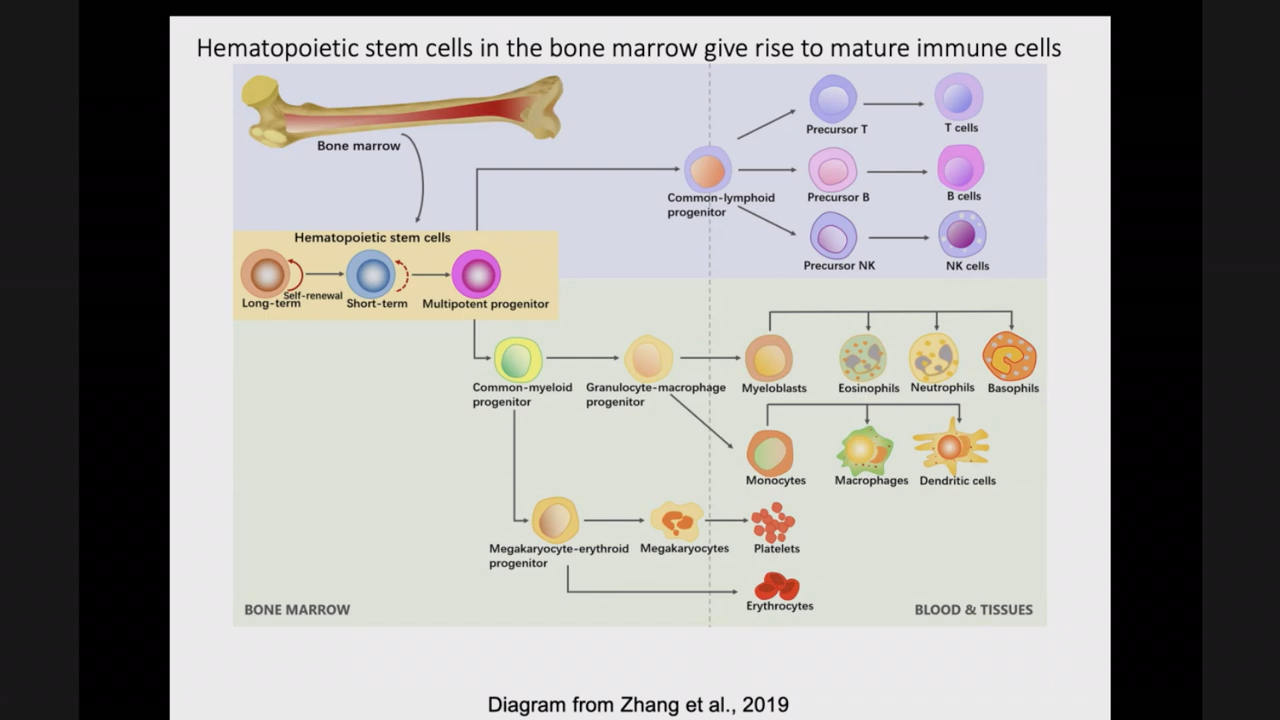 Hematopoietic stem cells in the bone marrow give rise to mature immune cells
Bone marrow
Precursor T
T cells
Common-lymphoid
progenitor
Precursor B
B cells
Precursor NK
NK cells
Hematopoietic stem cells
Self-renewal
Long-term
Short-term
Multipotent progenitor
Common-myeloid
progenitor
Granulocyte-macrophage
progenitor
Myeloblasts
Eosinophils
Neutrophils
Basophils
Monocytes
Macrophages
Dendritic cells
Megakaryocyte-erythroid
progenitor
Megakaryocytes
Platelets
Erythrocytes
BONE MARROW
BLOOD & TISSUES
Diagram from Zhang et al., 2019